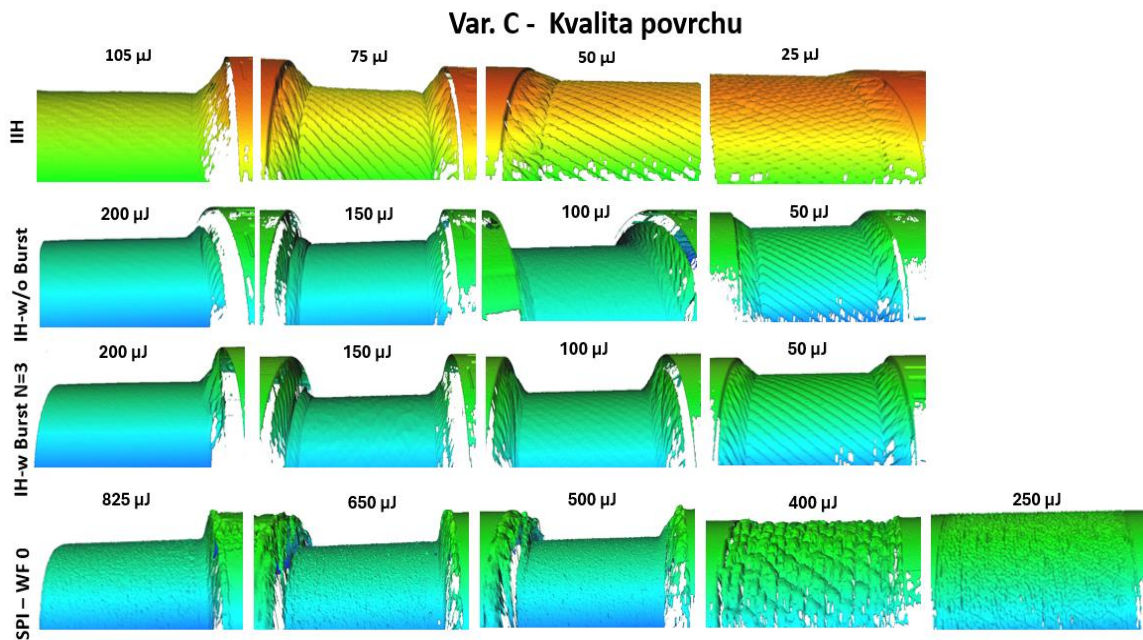 Var. C - Kvalita povrchu
105 µJ 75 µJ 50 µJ 25 µJ
IIH
200 µJ 150 µJ 100 µJ 50 µJ
IH-w/o Burst
200 µJ 150 µJ 100 µJ 50 µJ
IH-w Burst N=3
825 µJ 650 µJ 500 µJ 400 µJ 250 µJ
SPI – WF 0